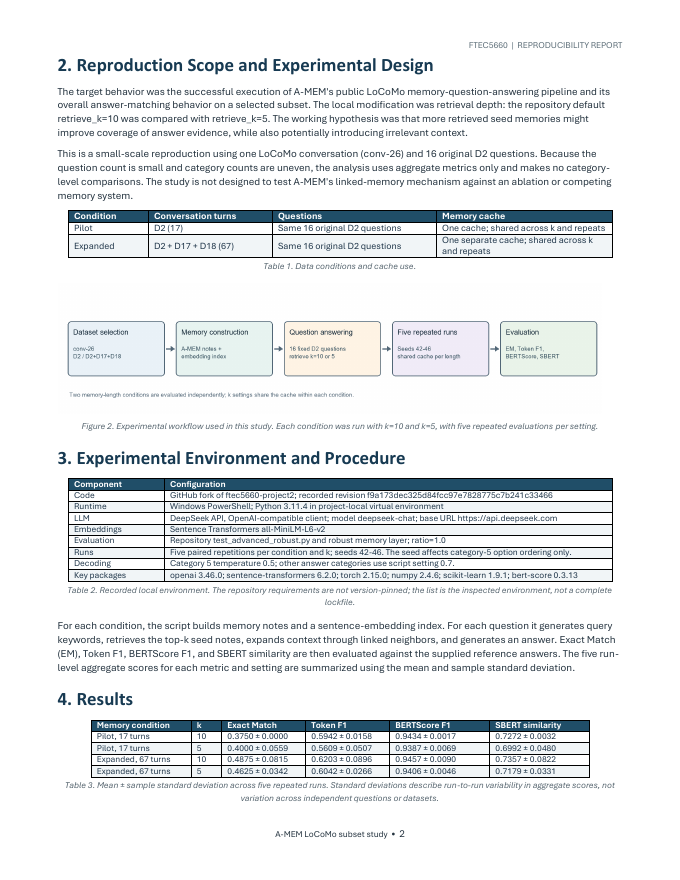 FTEC5660 | REPRODUCIBILITY REPORT
2. Reproduction Scope and Experimental Design
The target behavior was the successful execution of A-MEM's public LoCoMo memory-question-answering pipeline and its
overall answer-matching behavior on a selected subset. The local modification was retrieval depth: the repository default
retrieve_k=10 was compared with retrieve_k=5. The working hypothesis was that more retrieved seed memories might
improve coverage of answer evidence, while also potentially introducing irrelevant context.
This is a small-scale reproduction using one LoCoMo conversation (conv-26) and 16 original D2 questions. Because the
question count is small and category counts are uneven, the analysis uses aggregate metrics only and makes no category-
level comparisons. The study is not designed to test A-MEM's linked-memory mechanism against an ablation or competing
memory system.
Condition Conversation turns Questions Memory cache
Pilot D2 (17) Same 16 original D2 questions One cache; shared across k and repeats
Expanded D2 + D17 + D18 (67) Same 16 original D2 questions One separate cache; shared across k
and repeats
Table 1. Data conditions and cache use.
Dataset selection Memory construction Question answering Five repeated runs Evaluation
conv-26 A-MEM notes + 16 fixed D2 questions Seeds 42-46 EM, Token F1,
D2 / D2+D17+D18 embedding index retrieve k=10 or 5 shared cache per length BERTScore, SBERT
Two memory-length conditions are evaluated independently; k settings share the cache within each condition.
Figure 2. Experimental workflow used in this study. Each condition was run with k=10 and k=5, with five repeated evaluations per setting.
3. Experimental Environment and Procedure
Component Configuration
Code GitHub fork of ftec5660-project2; recorded revision f9a173dec325d84fcc97e7828775c7b241c33466
Runtime Windows PowerShell; Python 3.11.4 in project-local virtual environment
LLM DeepSeek API, OpenAI-compatible client; model deepseek-chat; base URL https://api.deepseek.com
Embeddings Sentence Transformers all-MiniLM-L6-v2
Evaluation Repository test_advanced_robust.py and robust memory layer; ratio=1.0
Runs Five paired repetitions per condition and k; seeds 42-46. The seed affects category-5 option ordering only.
Decoding Category 5 temperature 0.5; other answer categories use script setting 0.7.
Key packages openai 3.46.0; sentence-transformers 6.2.0; torch 2.15.0; numpy 2.4.6; scikit-learn 1.9.1; bert-score 0.3.13
Table 2. Recorded local environment. The repository requirements are not version-pinned; the list is the inspected environment, not a complete
lockfile.
For each condition, the script builds memory notes and a sentence-embedding index. For each question it generates query
keywords, retrieves the top-k seed notes, expands context through linked neighbors, and generates an answer. Exact Match
(EM), Token F1, BERTScore F1, and SBERT similarity are then evaluated against the supplied reference answers. The five run-
level aggregate scores for each metric and setting are summarized using the mean and sample standard deviation.
4. Results
Memory condition k Exact Match Token F1 BERTScore F1 SBERT similarity
Pilot, 17 turns 10 0.3750 ± 0.0000 0.5942 ± 0.0158 0.9434 ± 0.0017 0.7272 ± 0.0032
Pilot, 17 turns 5 0.4000 ± 0.0559 0.5609 ± 0.0507 0.9387 ± 0.0069 0.6992 ± 0.0480
Expanded, 67 turns 10 0.4875 ± 0.0815 0.6203 ± 0.0896 0.9457 ± 0.0090 0.7357 ± 0.0822
Expanded, 67 turns 5 0.4625 ± 0.0342 0.6042 ± 0.0266 0.9406 ± 0.0046 0.7179 ± 0.0331
Table 3. Mean ± sample standard deviation across five repeated runs. Standard deviations describe run-to-run variability in aggregate scores, not
variation across independent questions or datasets.
A-MEM LoCoMo subset study • 2